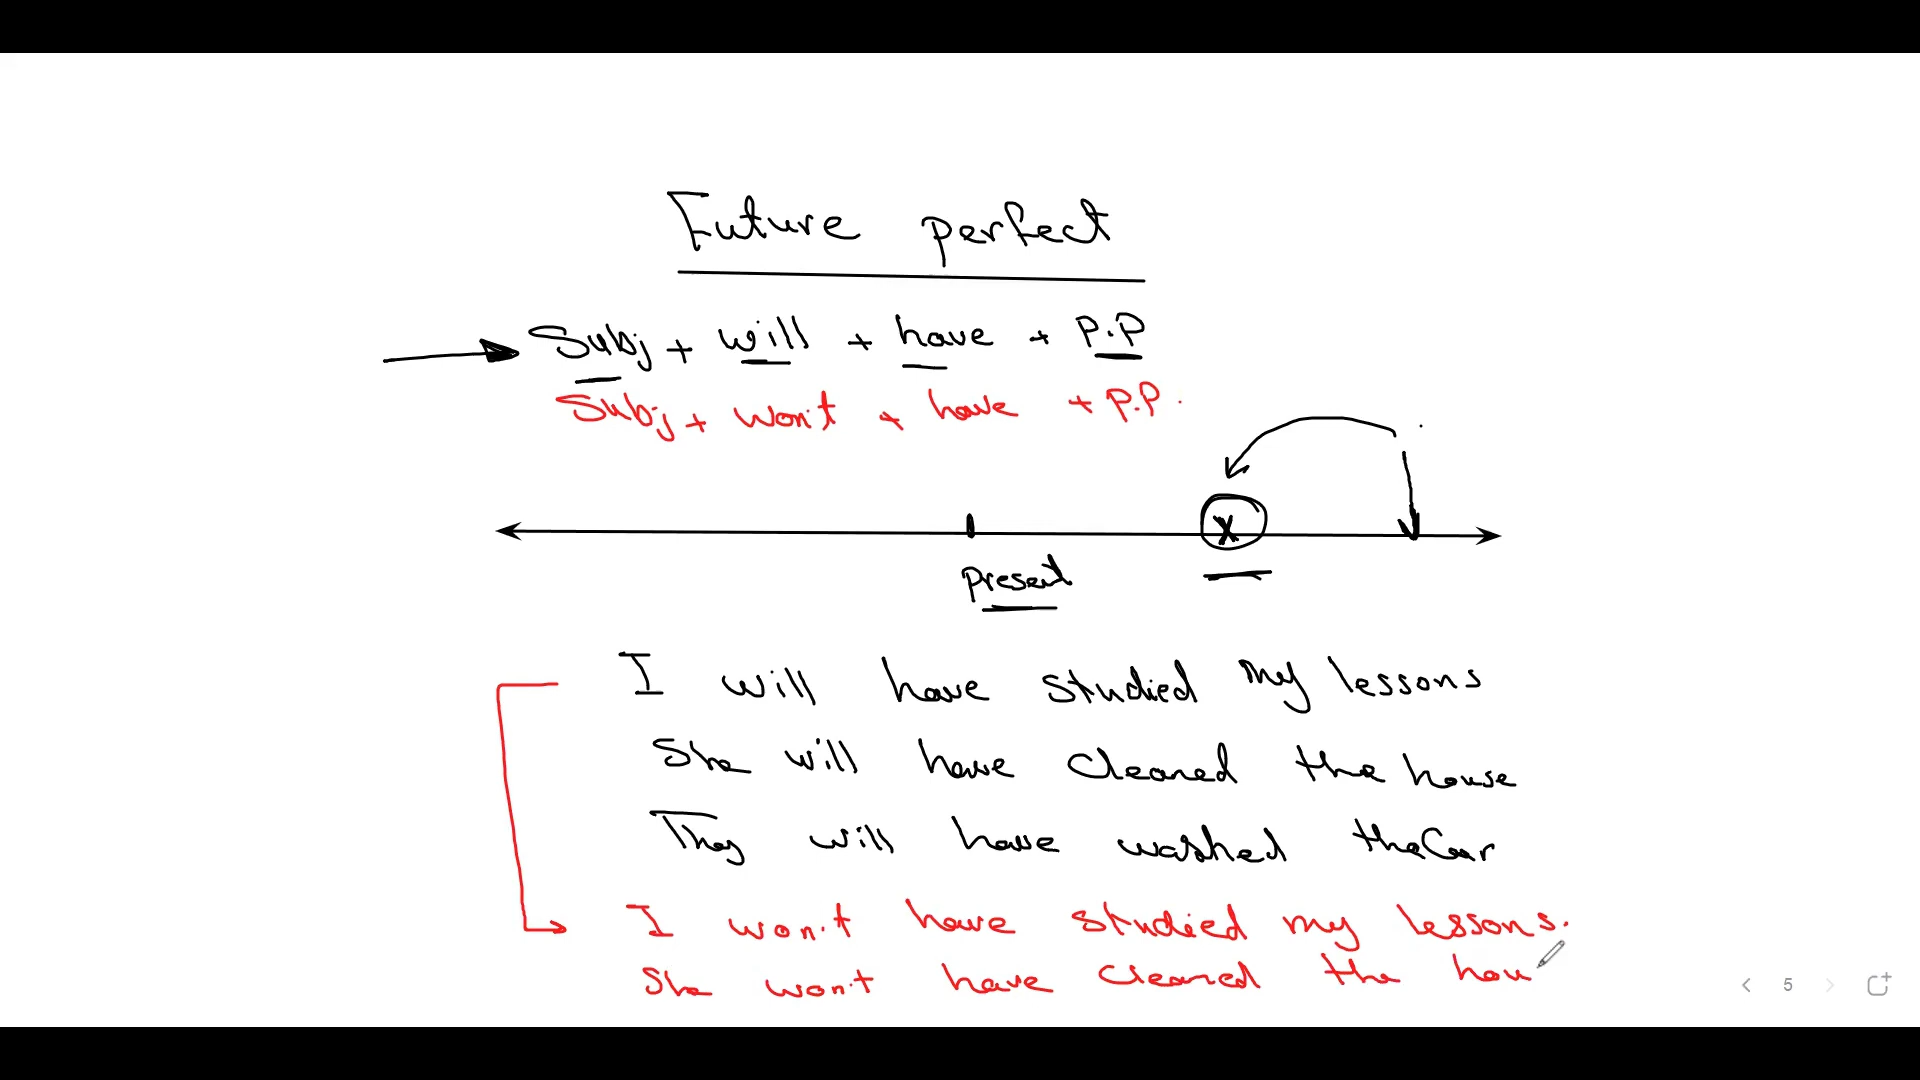 Future perfect
Subj + will + have + P.P
Subj + won't + have + P.P.
X
present
I will have studied my lessons
She will have cleaned the house
They will have washed the Car
I won't have studied my lessons.
She won't have cleaned the hou
5